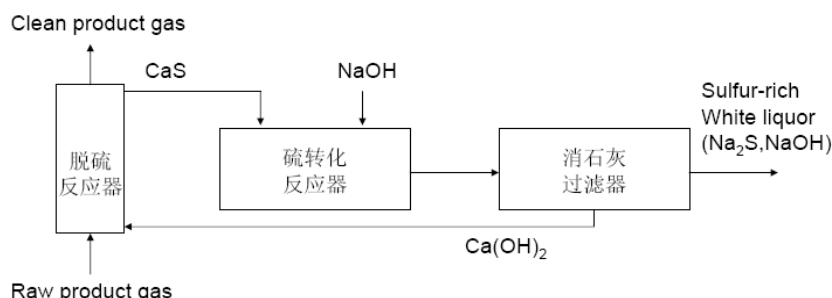 Clean product gas
CaS
NaOH
Sulfur-rich
White liquor
(Na₂S,NaOH)
脱硫
反应器
硫转化
反应器
消石灰
过滤器
Ca(OH)₂
Raw product gas